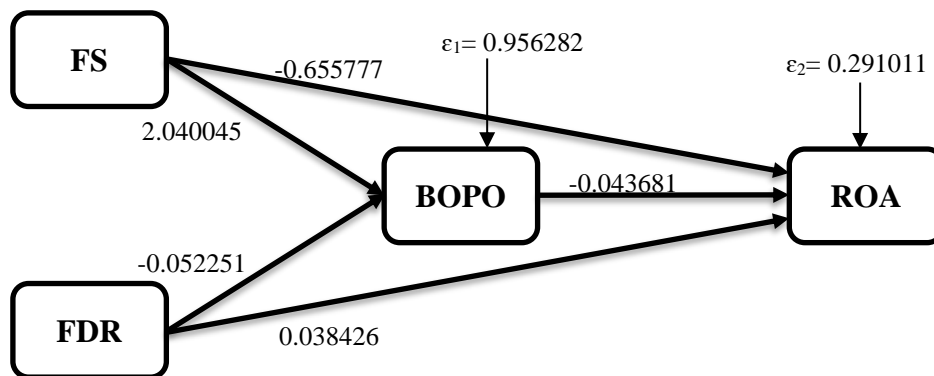 FS
ε₁= 0.956282
-0.655777
ε₂= 0.291011
2.040045
BOPO
-0.043681
ROA
-0.052251
FDR
0.038426